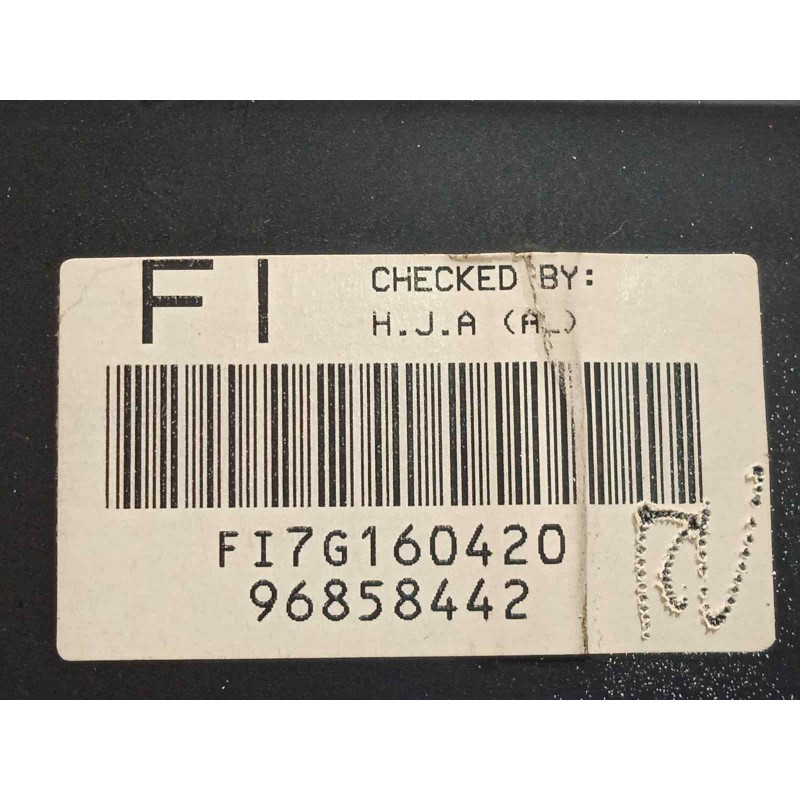 FI
CHECKED BY:
H.J.A (A_)
FI7G160420
96858442